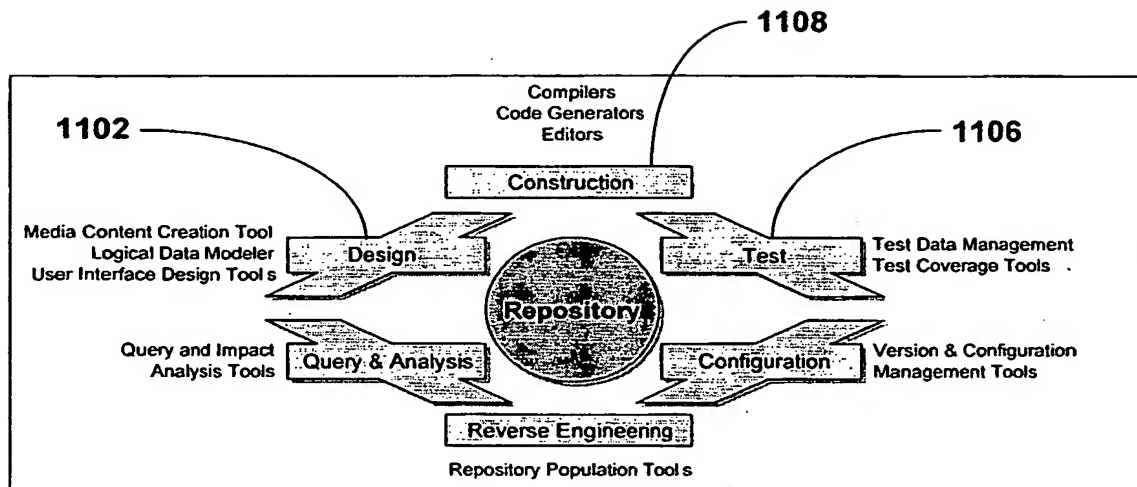 1108
Compilers
Code Generators
Editors
1102
1106
Construction
Media Content Creation Tool
Logical Data Modeler
User Interface Design Tools
Design
Test
Test Data Management
Test Coverage Tools
Repository
Query and Impact
Analysis Tools
Query & Analysis
Configuration
Version & Configuration
Management Tools
Reverse Engineering
Repository Population Tools